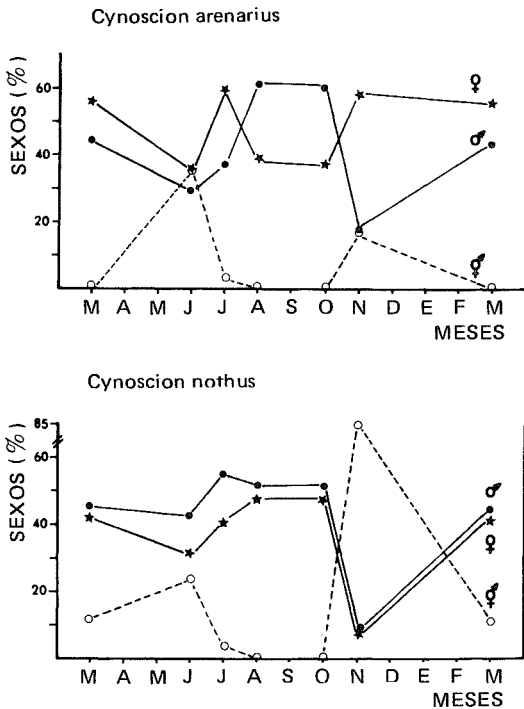 Cynoscion arenarius
SEXOS (%)
60
40
20
♀
♂
⚥
M A M J J A S O N D E F M
MESES
Cynoscion nothus
SEXOS (%)
85
60
40
20
♂
♀
⚥
M A M J J A S O N D E F M
MESES